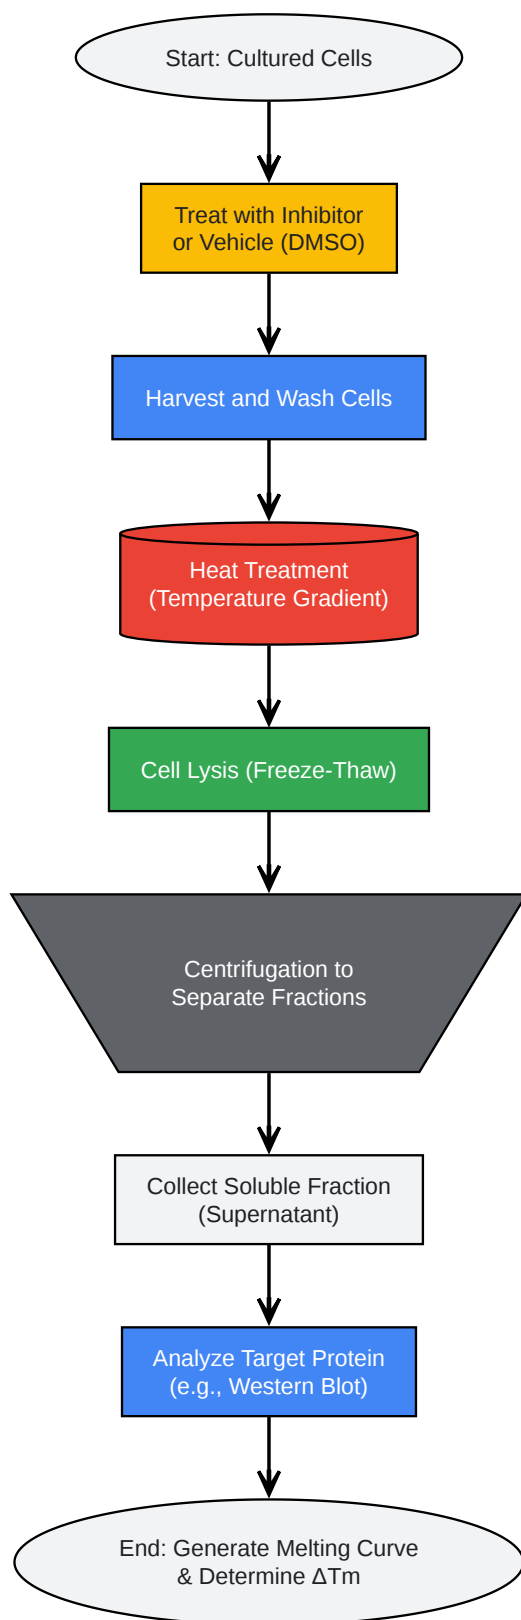 Start: Cultured Cells
Treat with Inhibitor
or Vehicle (DMSO)
Harvest and Wash Cells
Heat Treatment
(Temperature Gradient)
Cell Lysis (Freeze-Thaw)
Centrifugation to
Separate Fractions
Collect Soluble Fraction
(Supernatant)
Analyze Target Protein
(e.g., Western Blot)
End: Generate Melting Curve
& Determine ΔTm